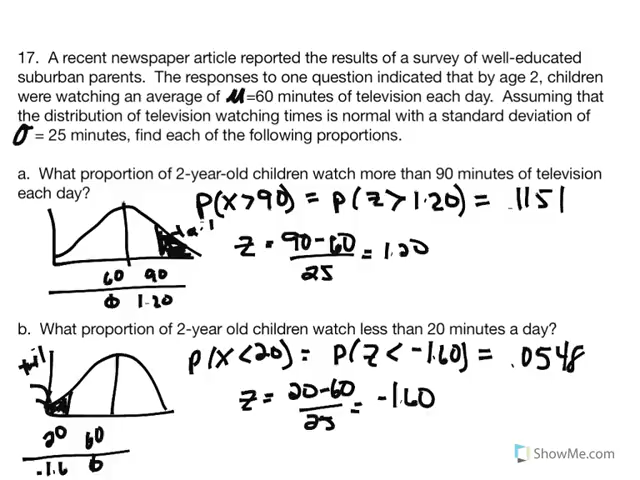 17. A recent newspaper article reported the results of a survey of well-educated
suburban parents. The responses to one question indicated that by age 2, children
were watching an average of μ=60 minutes of television each day. Assuming that
the distribution of television watching times is normal with a standard deviation of
σ = 25 minutes, find each of the following proportions.
a. What proportion of 2-year-old children watch more than 90 minutes of television
each day?
P(X>90) = P(Z>1.20) = .1151
tail
Z = 90-60/25 = 1.20
60 90
0 1.20
b. What proportion of 2-year old children watch less than 20 minutes a day?
tail
P(X<20) = P(Z < -1.60) = .0548
Z = 20-60/25 = -1.60
20 60
-1.6 0
ShowMe.com